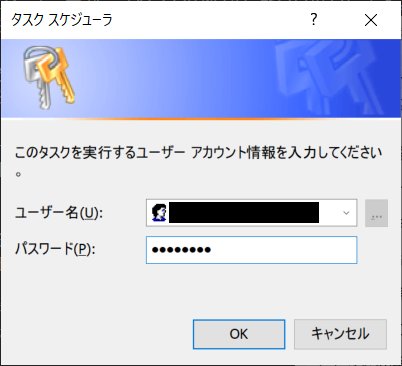 タスク スケジューラ
このタスクを実行するユーザー アカウント情報を入力してください
。
ユーザー名(U):
...
パスワード(P):
●●●●●●●●
OK
キャンセル